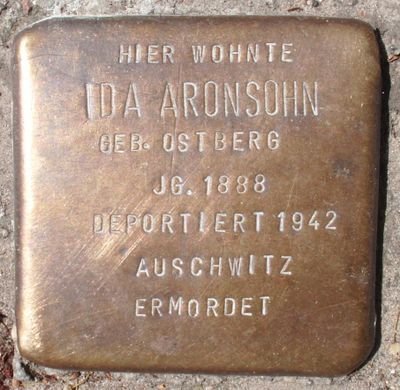 HIER WOHNTE
IDA ARONSOHN
GEB. OSTBERG
JG. 1888
DEPORTIERT 1942
AUSCHWITZ
ERMORDET